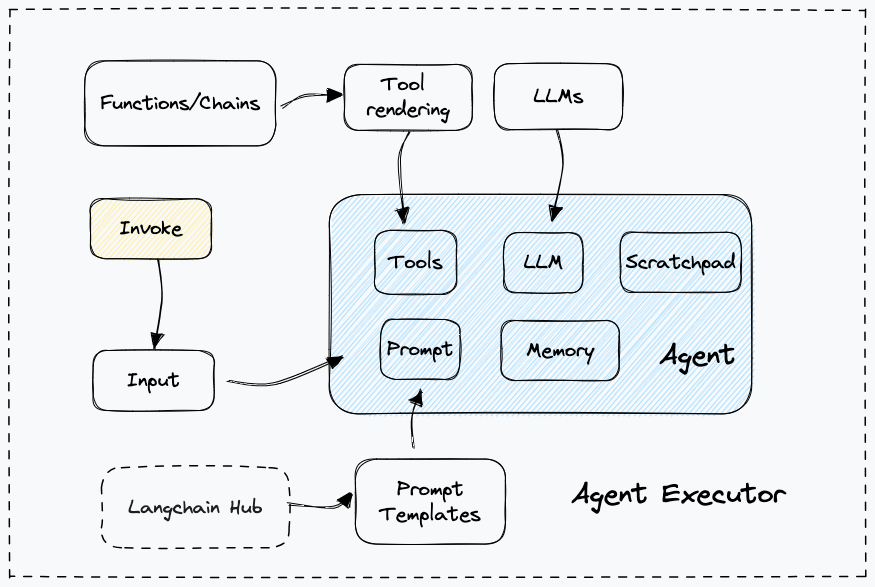 Functions/Chains
Tool
rendering
LLMs
Invoke
Tools
LLM
Scratchpad
Input
Prompt
Memory
Agent
Langchain Hub
Prompt
Templates
Agent Executor